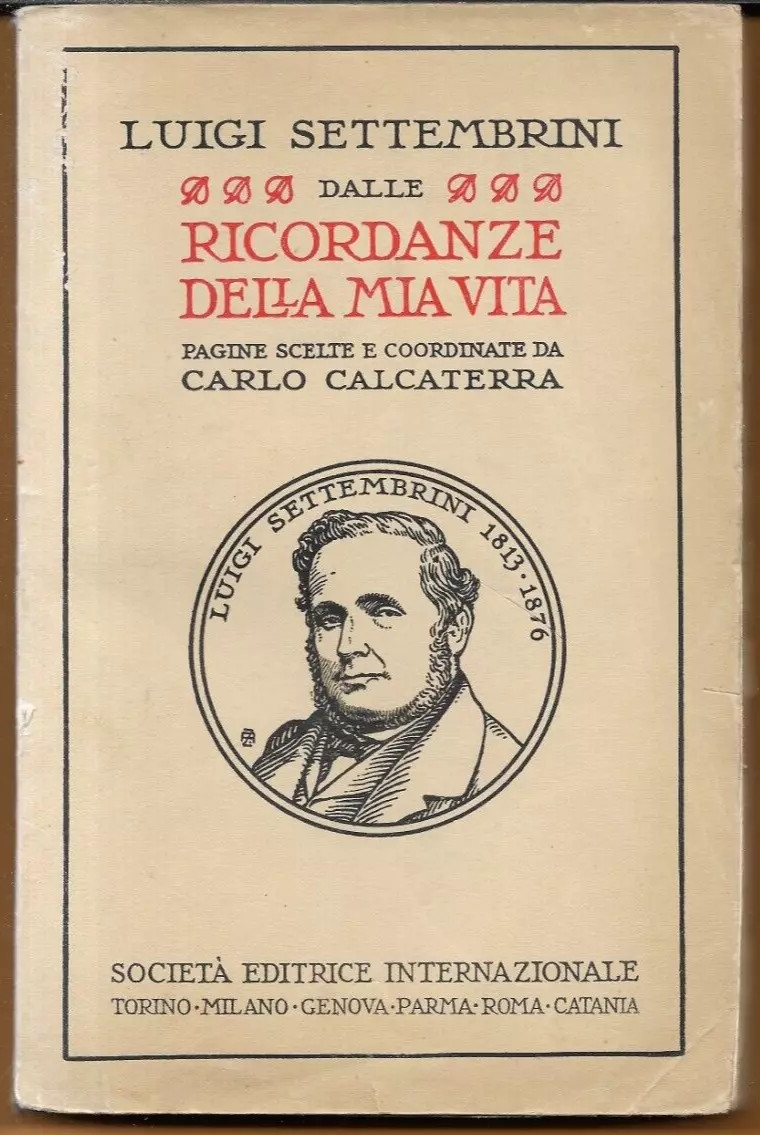 LUIGI SETTEMBRINI
DALLE
RICORDANZE
DELLA MIA VITA
PAGINE SCELTE E COORDINATE DA
CARLO CALCATERRA
LUIGI SETTEMBRINI 1813·1876
SOCIETÀ EDITRICE INTERNAZIONALE
TORINO·MILANO·GENOVA·PARMA·ROMA·CATANIA